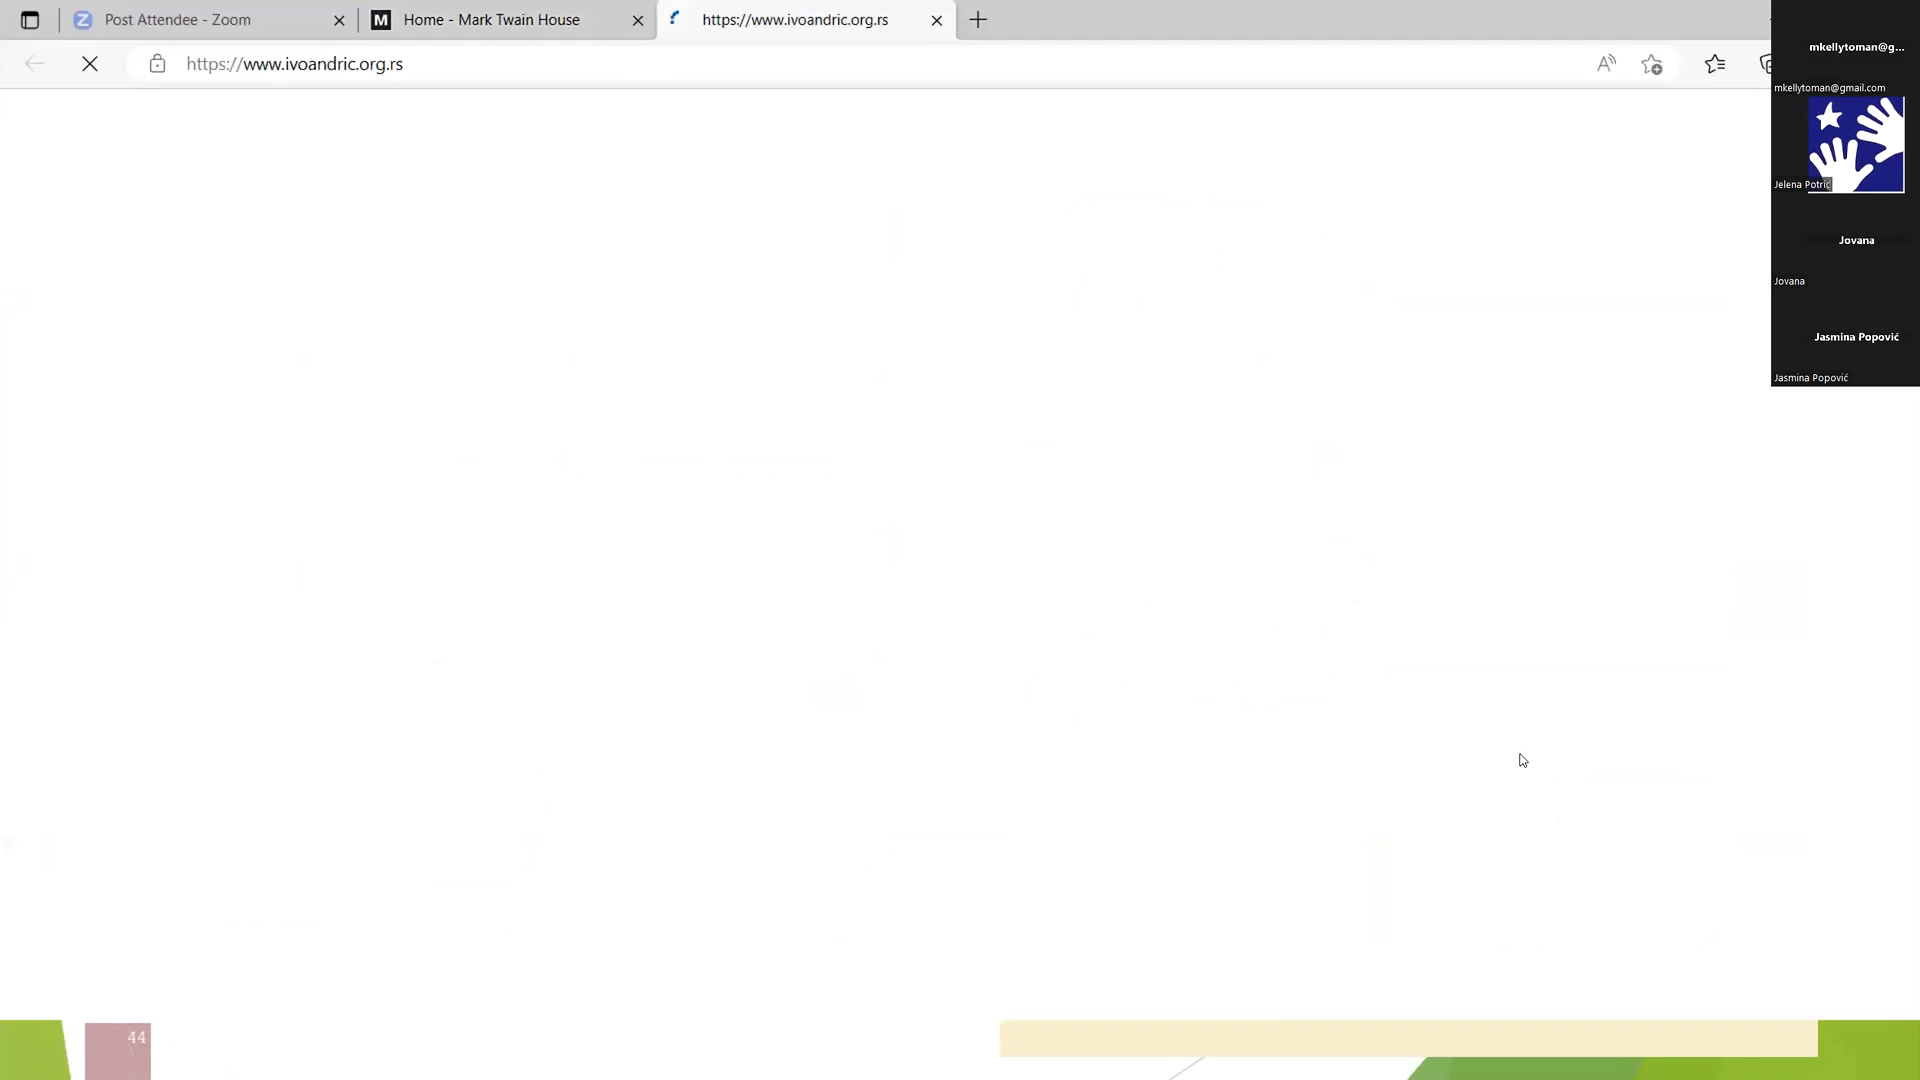 Post Attendee - Zoom
Home - Mark Twain House
https://www.ivoandric.org.rs
https://www.ivoandric.org.rs
mkellytoman@g...
mkellytoman@gmail.com
Jelena Potrić
Jovana
Jovana
Jasmina Popović
Jasmina Popović
44